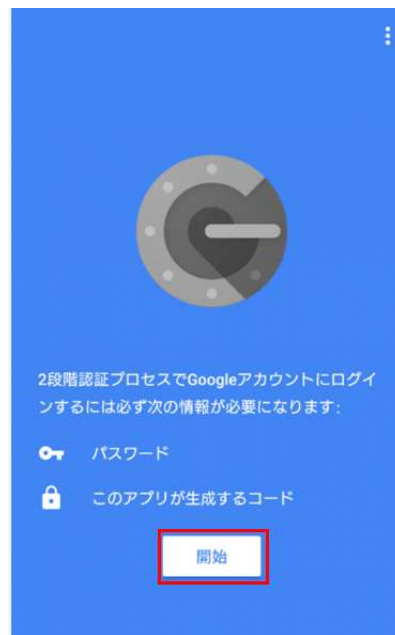 2段階認証プロセスでGoogleアカウントにログイ
ンするには必ず次の情報が必要になります:
パスワード
このアプリが生成するコード
開始